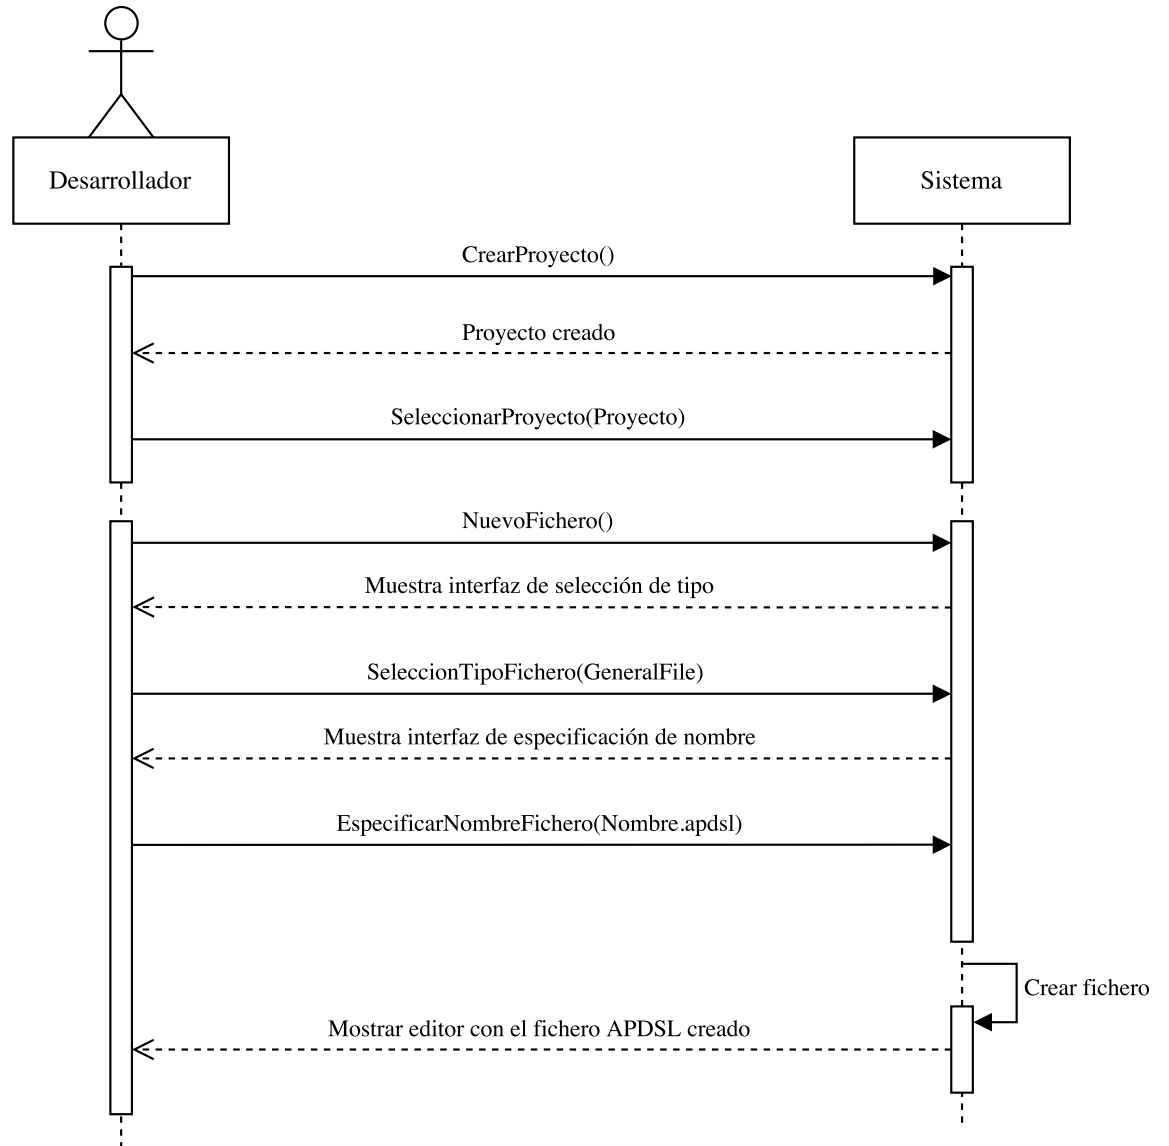 Desarrollador
Sistema
CrearProyecto()
Proyecto creado
SeleccionarProyecto(Proyecto)
NuevoFichero()
Muestra interfaz de selección de tipo
SeleccionTipoFichero(GeneralFile)
Muestra interfaz de especificación de nombre
EspecificarNombreFichero(Nombre.apdsl)
Crear fichero
Mostrar editor con el fichero APDSL creado